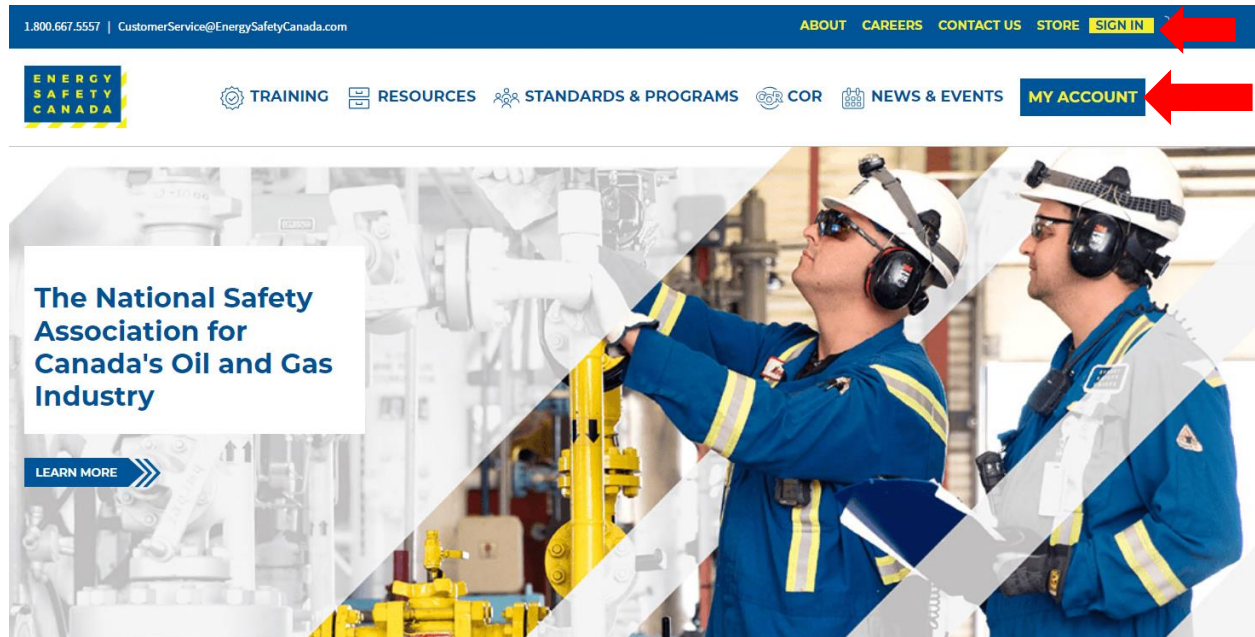 1.800.667.5557 | CustomerService@EnergySafetyCanada.com
ABOUT CAREERS CONTACT US STORE SIGN IN
ENERGY
SAFETY
CANADA
TRAINING RESOURCES STANDARDS & PROGRAMS COR NEWS & EVENTS MY ACCOUNT
The National Safety
Association for
Canada's Oil and Gas
Industry
LEARN MORE